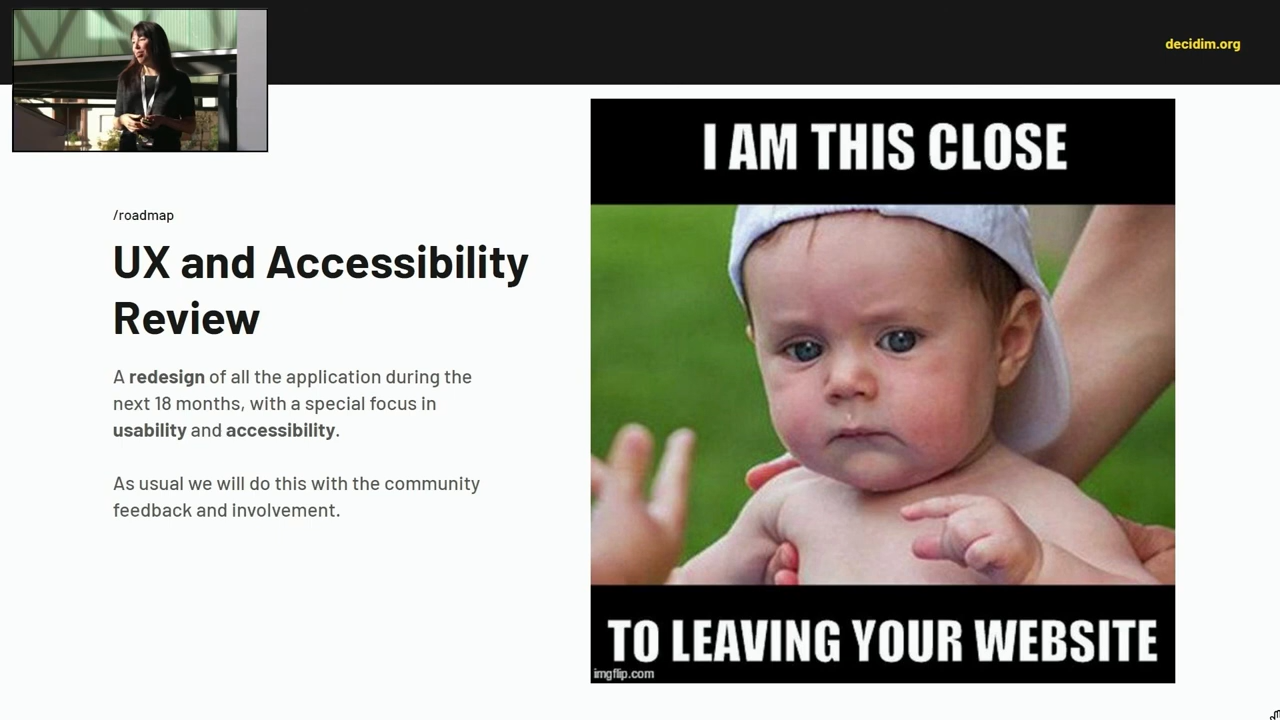 decidim.org
/roadmap
UX and Accessibility
Review
A redesign of all the application during the
next 18 months, with a special focus in
usability and accessibility.
As usual we will do this with the community
feedback and involvement.
I AM THIS CLOSE
TO LEAVING YOUR WEBSITE
imgflip.com